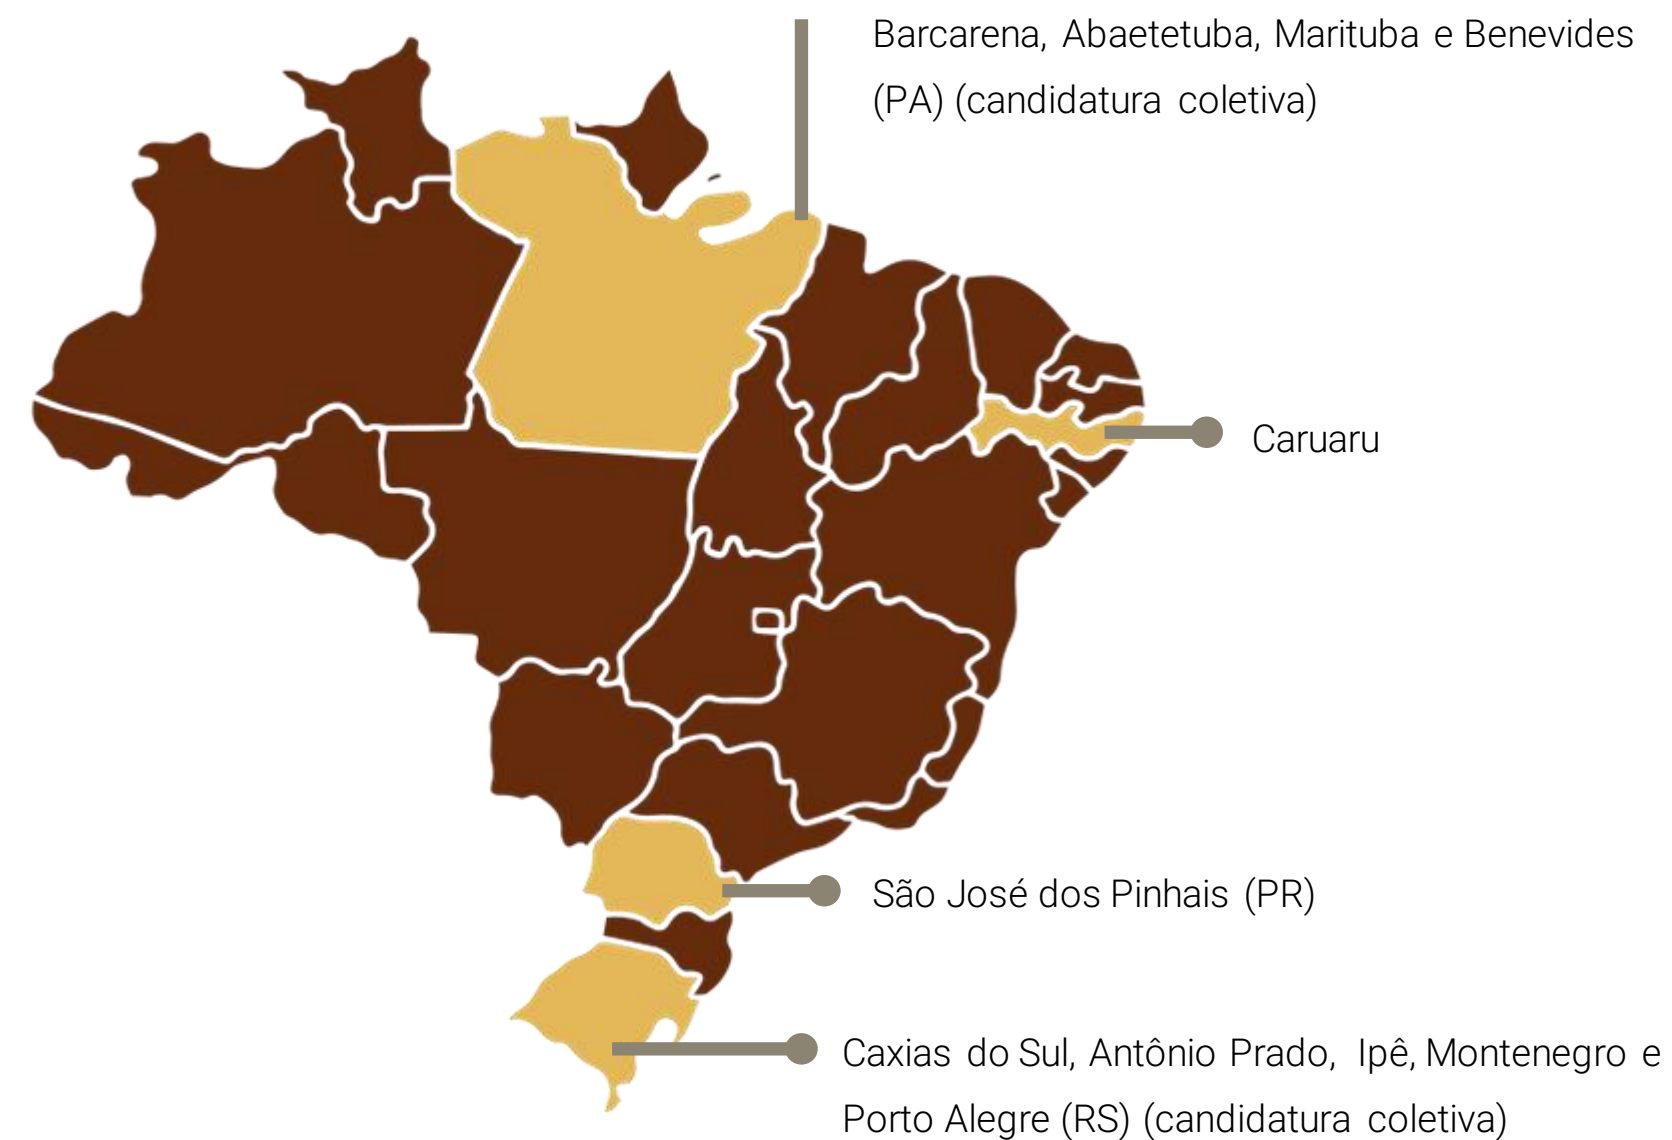 Barcarena, Abaetetuba, Marituba e Benevides
(PA) (candidatura coletiva)
Caruaru
São José dos Pinhais (PR)
Caxias do Sul, Antônio Prado, Ipê, Montenegro e
Porto Alegre (RS) (candidatura coletiva)